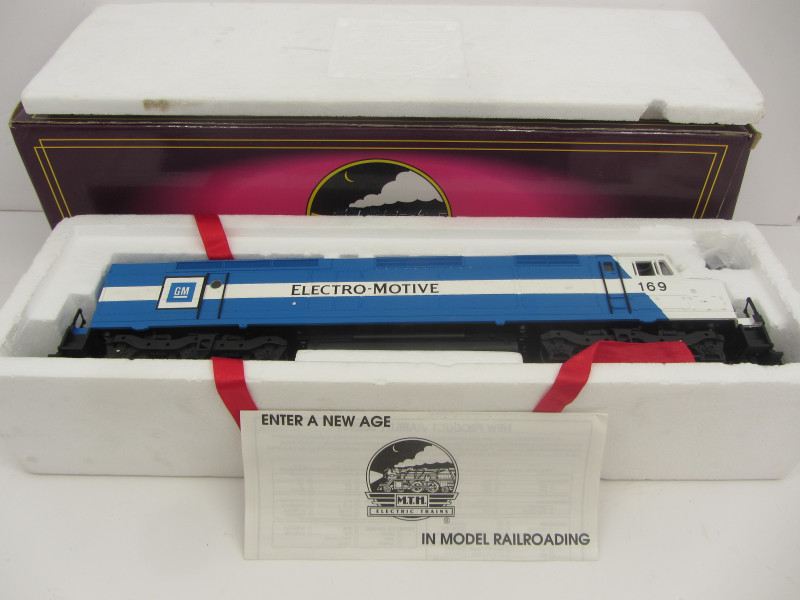 GM
ELECTRO-MOTIVE
169
ENTER A NEW AGE
M.T.H.
ELECTRIC TRAINS
®
IN MODEL RAILROADING